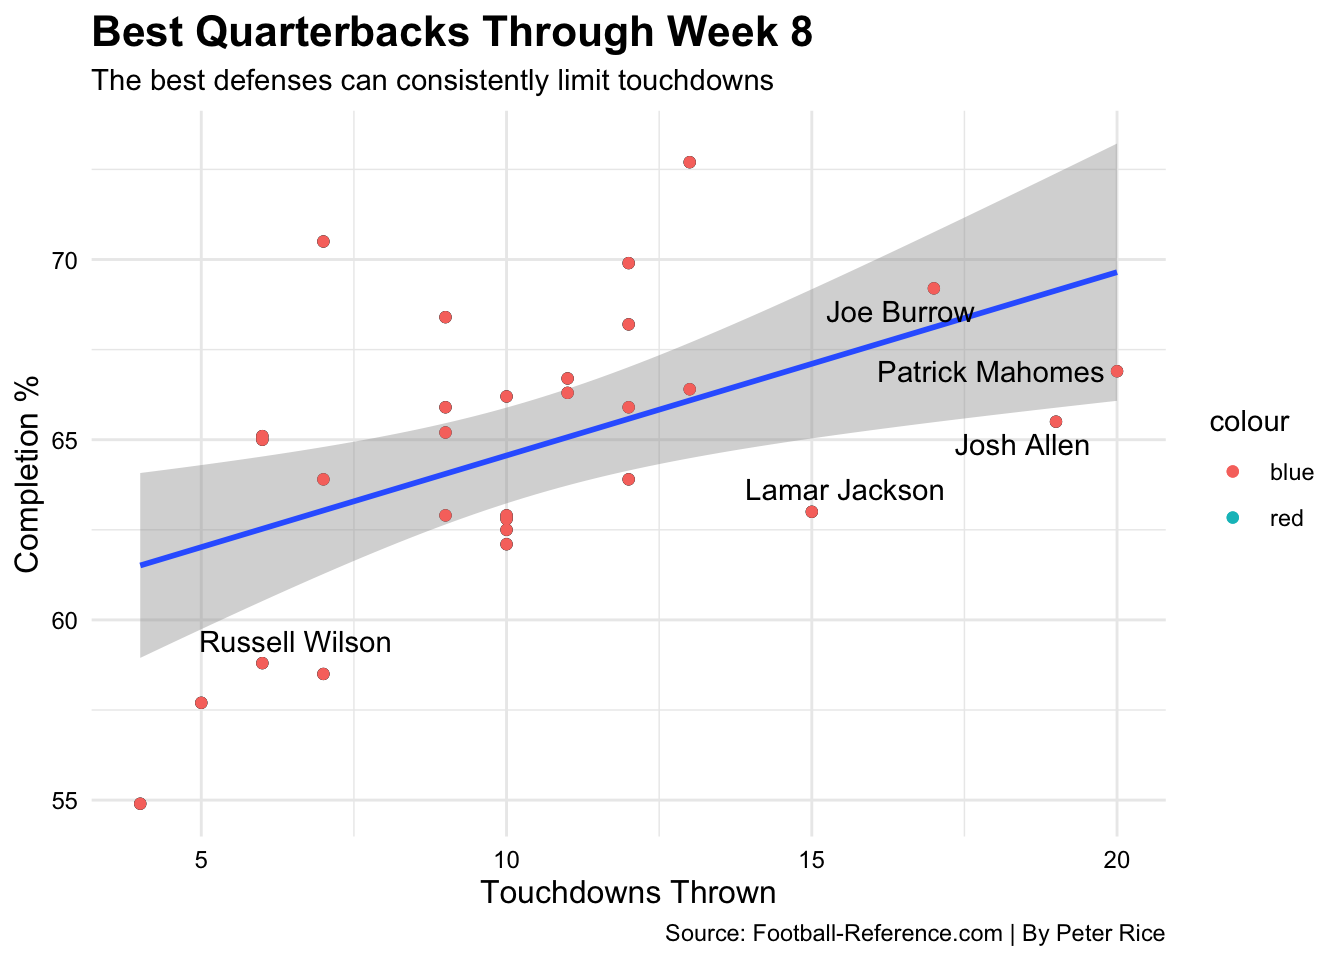 Best Quarterbacks Through Week 8
The best defenses can consistently limit touchdowns
Completion %
70
65
60
55
Joe Burrow
Patrick Mahomes
Josh Allen
Lamar Jackson
Russell Wilson
colour
blue
red
5
10
15
20
Touchdowns Thrown
Source: Football-Reference.com | By Peter Rice